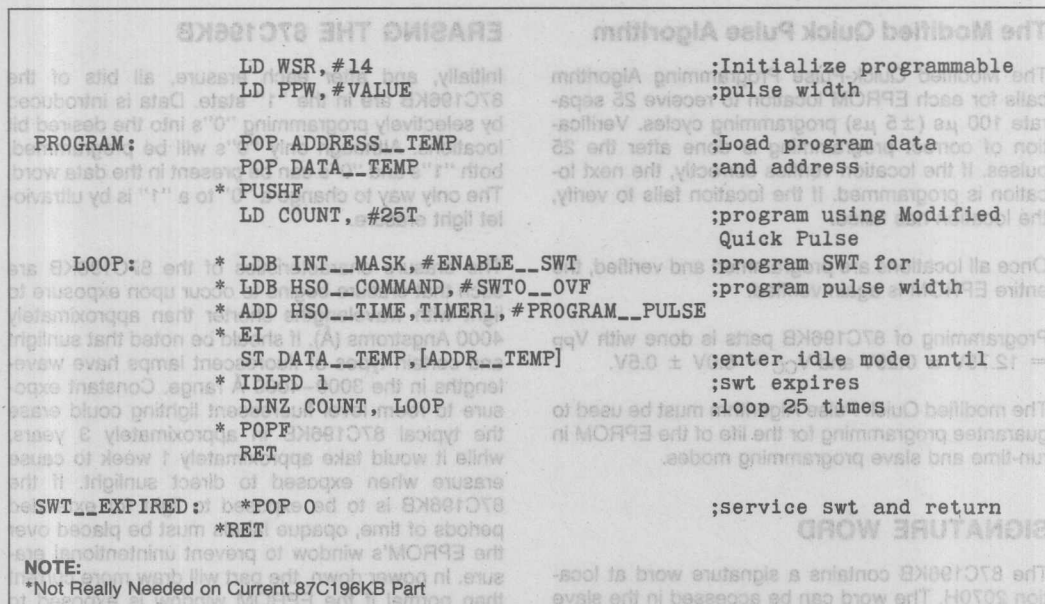 LD WSR,#14 ;Initialize programmable
LD PPW,#VALUE ;pulse width
PROGRAM: POP ADDRESS__TEMP ;Load program data
POP DATA__TEMP ;and address
* PUSHF
LD COUNT, #25T ;program using Modified
Quick Pulse
LOOP: * LDB INT__MASK,#ENABLE__SWT ;program SWT for
* LDB HSO__COMMAND,#SWTO__OVF ;program pulse width
* ADD HSO__TIME,TIMER1,#PROGRAM__PULSE
* EI
ST DATA__TEMP,[ADDR__TEMP] ;enter idle mode until
* IDLPD 1 ;swt expires
DJNZ COUNT, LOOP ;loop 25 times
* POPF
RET
SWT__EXPIRED: *POP 0 ;service swt and return
*RET
NOTE:
*Not Really Needed on Current 87C196KB Part